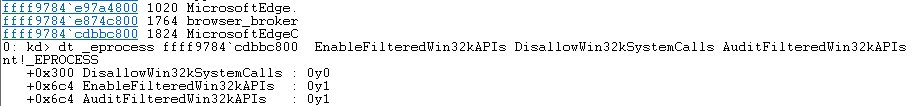 ffff9784`e97a4800 1020 MicrosoftEdge.
ffff9784`e874c800 1764 browser_broker
ffff9784`cdbbc800 1824 MicrosoftEdgeC
0: kd> dt _eprocess ffff9784`cdbbc800  EnableFilteredWin32kAPIs DisallowWin32kSystemCalls AuditFilteredWin32kAPIs
nt!_EPROCESS
   +0x300 DisallowWin32kSystemCalls : 0y0
   +0x6c4 EnableFilteredWin32kAPIs  : 0y1
   +0x6c4 AuditFilteredWin32kAPIs   : 0y1